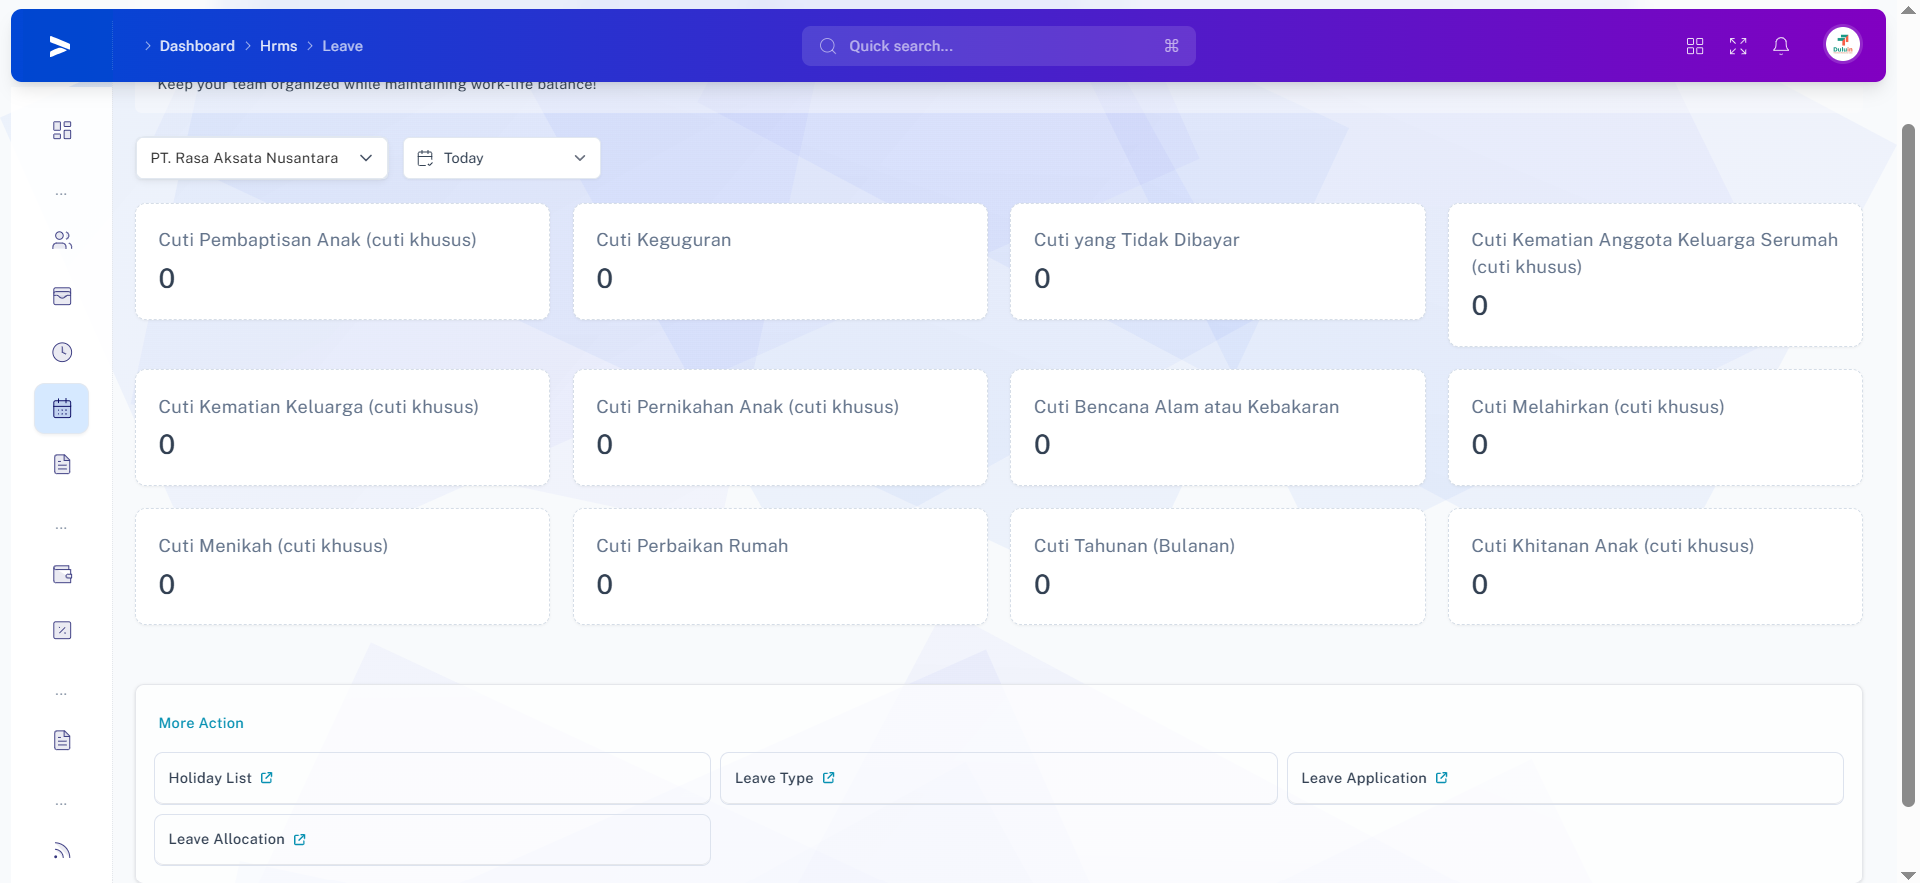 Dashboard Hrms Leave
Quick search...
Duluin
Keep your team organized while maintaining work-life balance!
PT. Rasa Aksata Nusantara
Today
Cuti Pembaptisan Anak (cuti khusus)
0
Cuti Keguguran
0
Cuti yang Tidak Dibayar
0
Cuti Kematian Anggota Keluarga Serumah
(cuti khusus)
0
Cuti Kematian Keluarga (cuti khusus)
0
Cuti Pernikahan Anak (cuti khusus)
0
Cuti Bencana Alam atau Kebakaran
0
Cuti Melahirkan (cuti khusus)
0
Cuti Menikah (cuti khusus)
0
Cuti Perbaikan Rumah
0
Cuti Tahunan (Bulanan)
0
Cuti Khitanan Anak (cuti khusus)
0
...
...
...
...
More Action
Holiday List
Leave Type
Leave Application
Leave Allocation